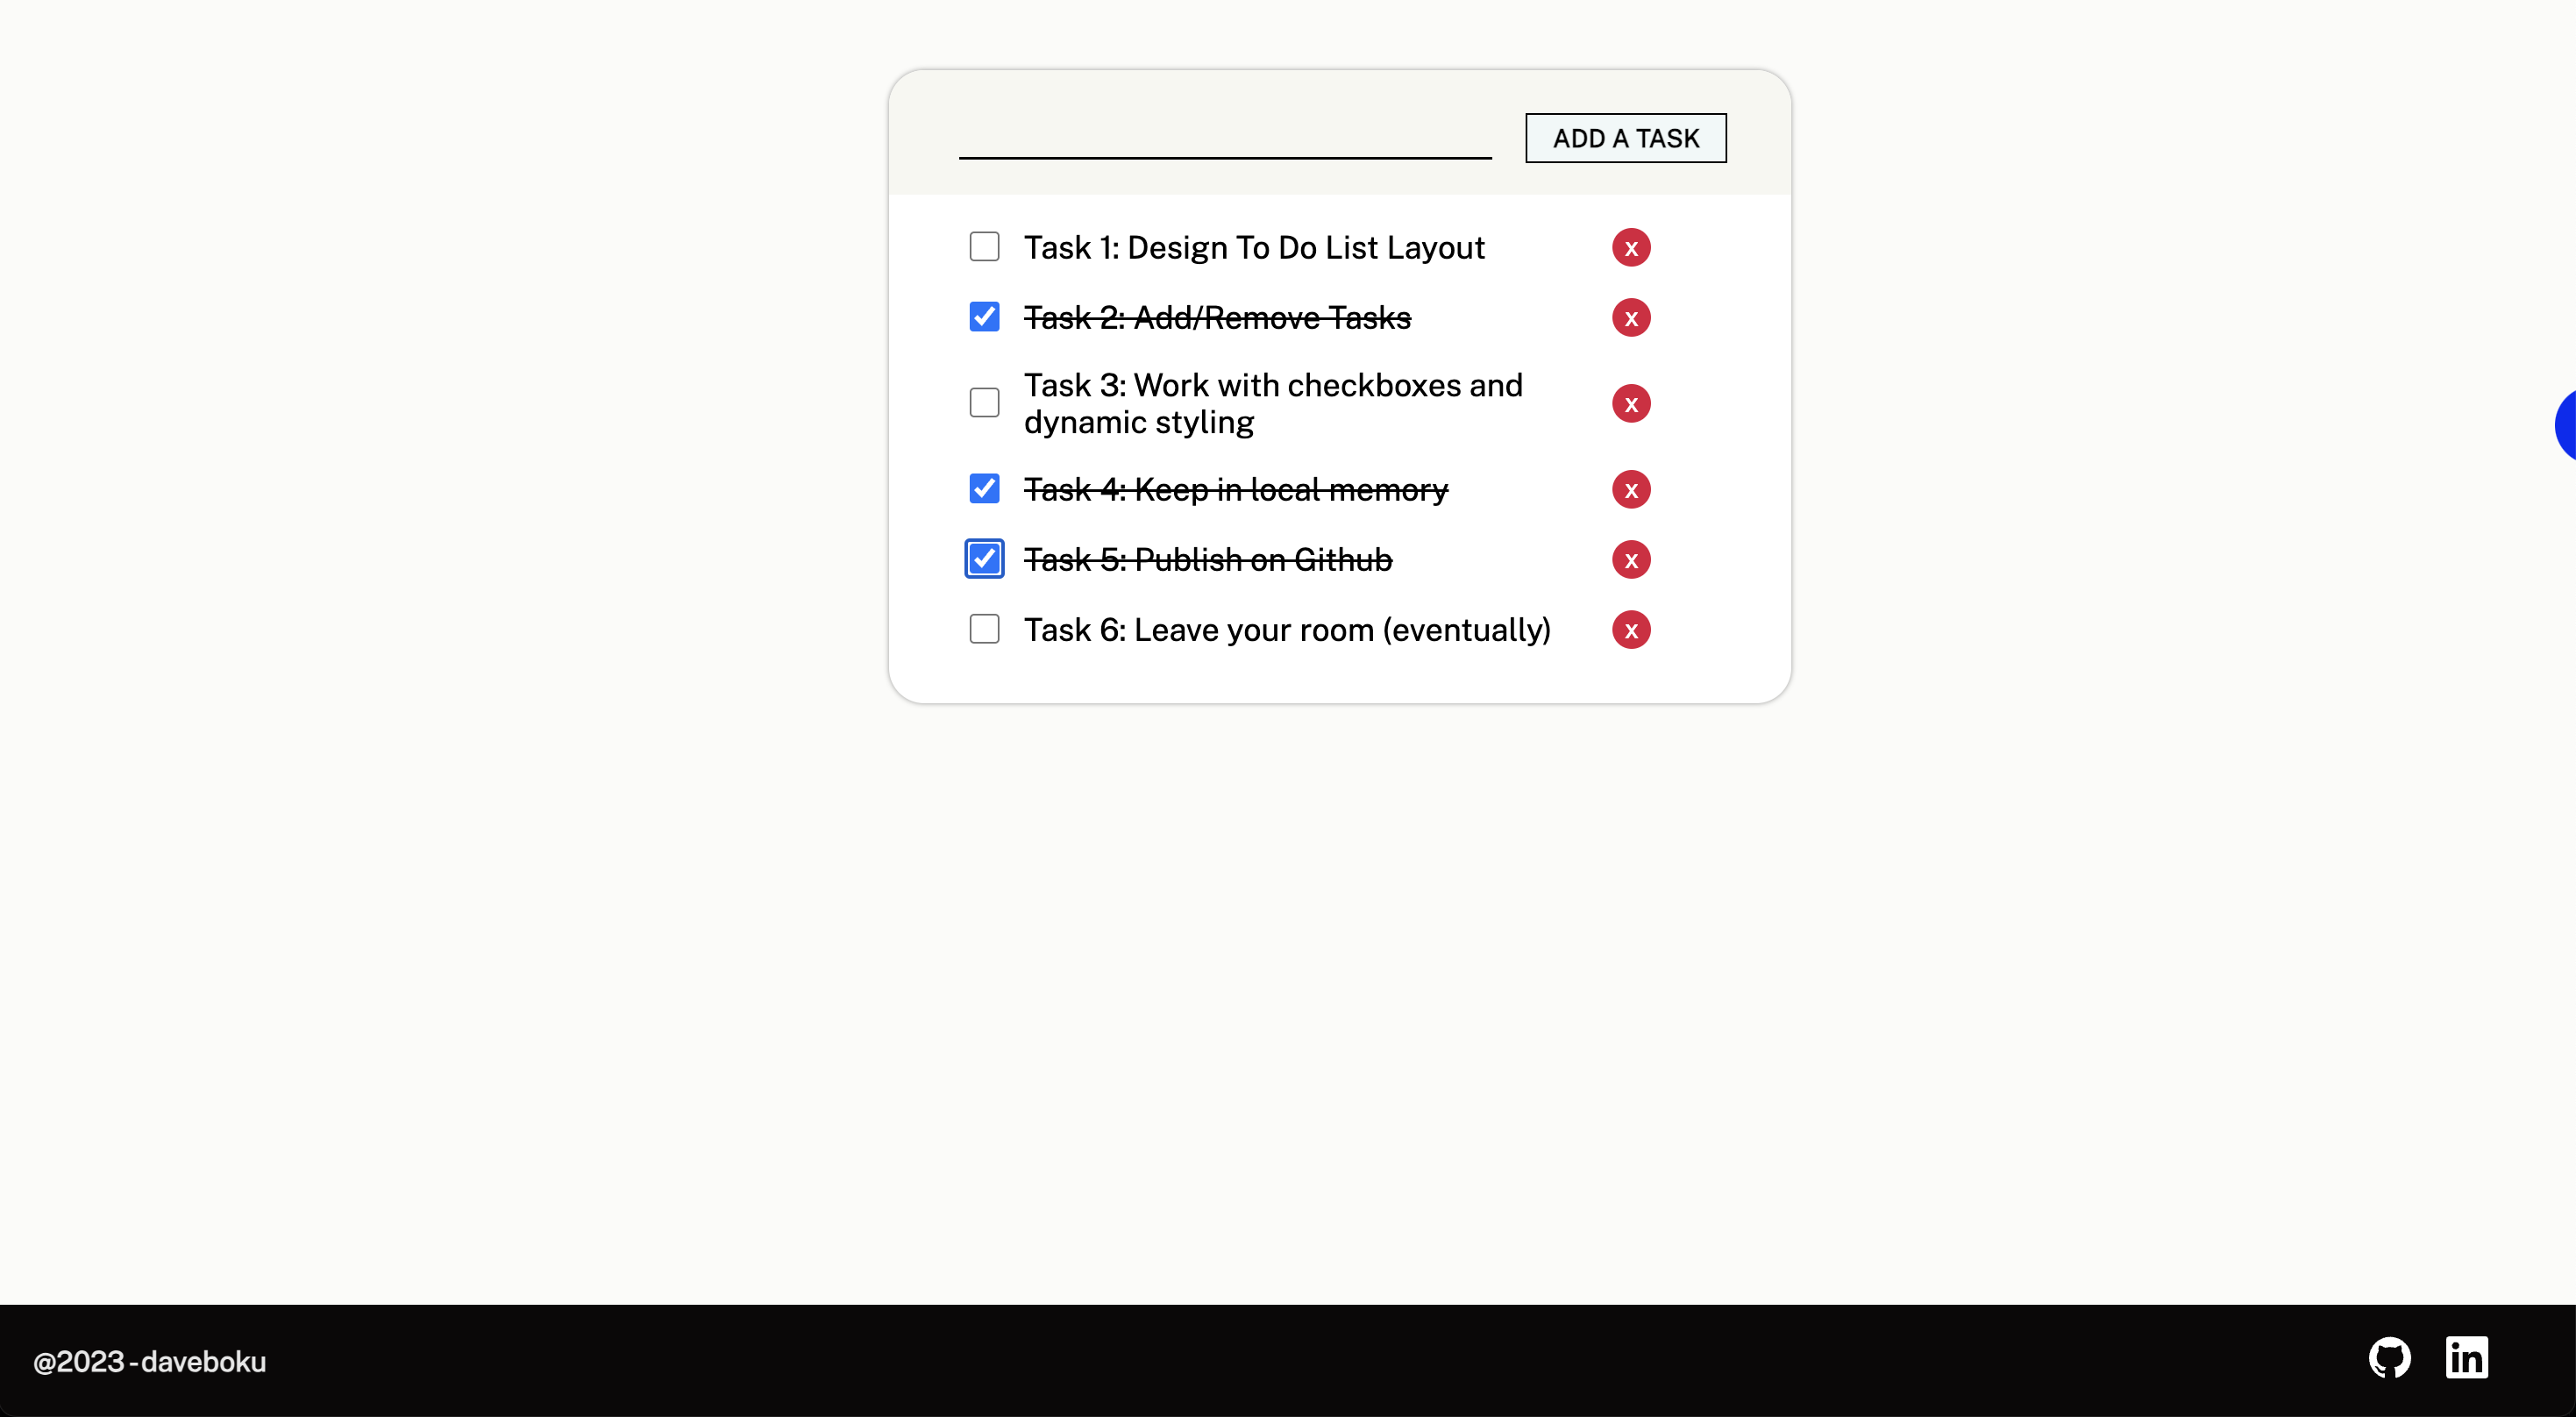 ADD A TASK
Task 1: Design To Do List Layout
x
Task 2: Add/Remove Tasks
x
Task 3: Work with checkboxes and
dynamic styling
x
Task 4: Keep in local memory
x
Task 5: Publish on Github
x
Task 6: Leave your room (eventually)
x
@2023 - daveboku
in